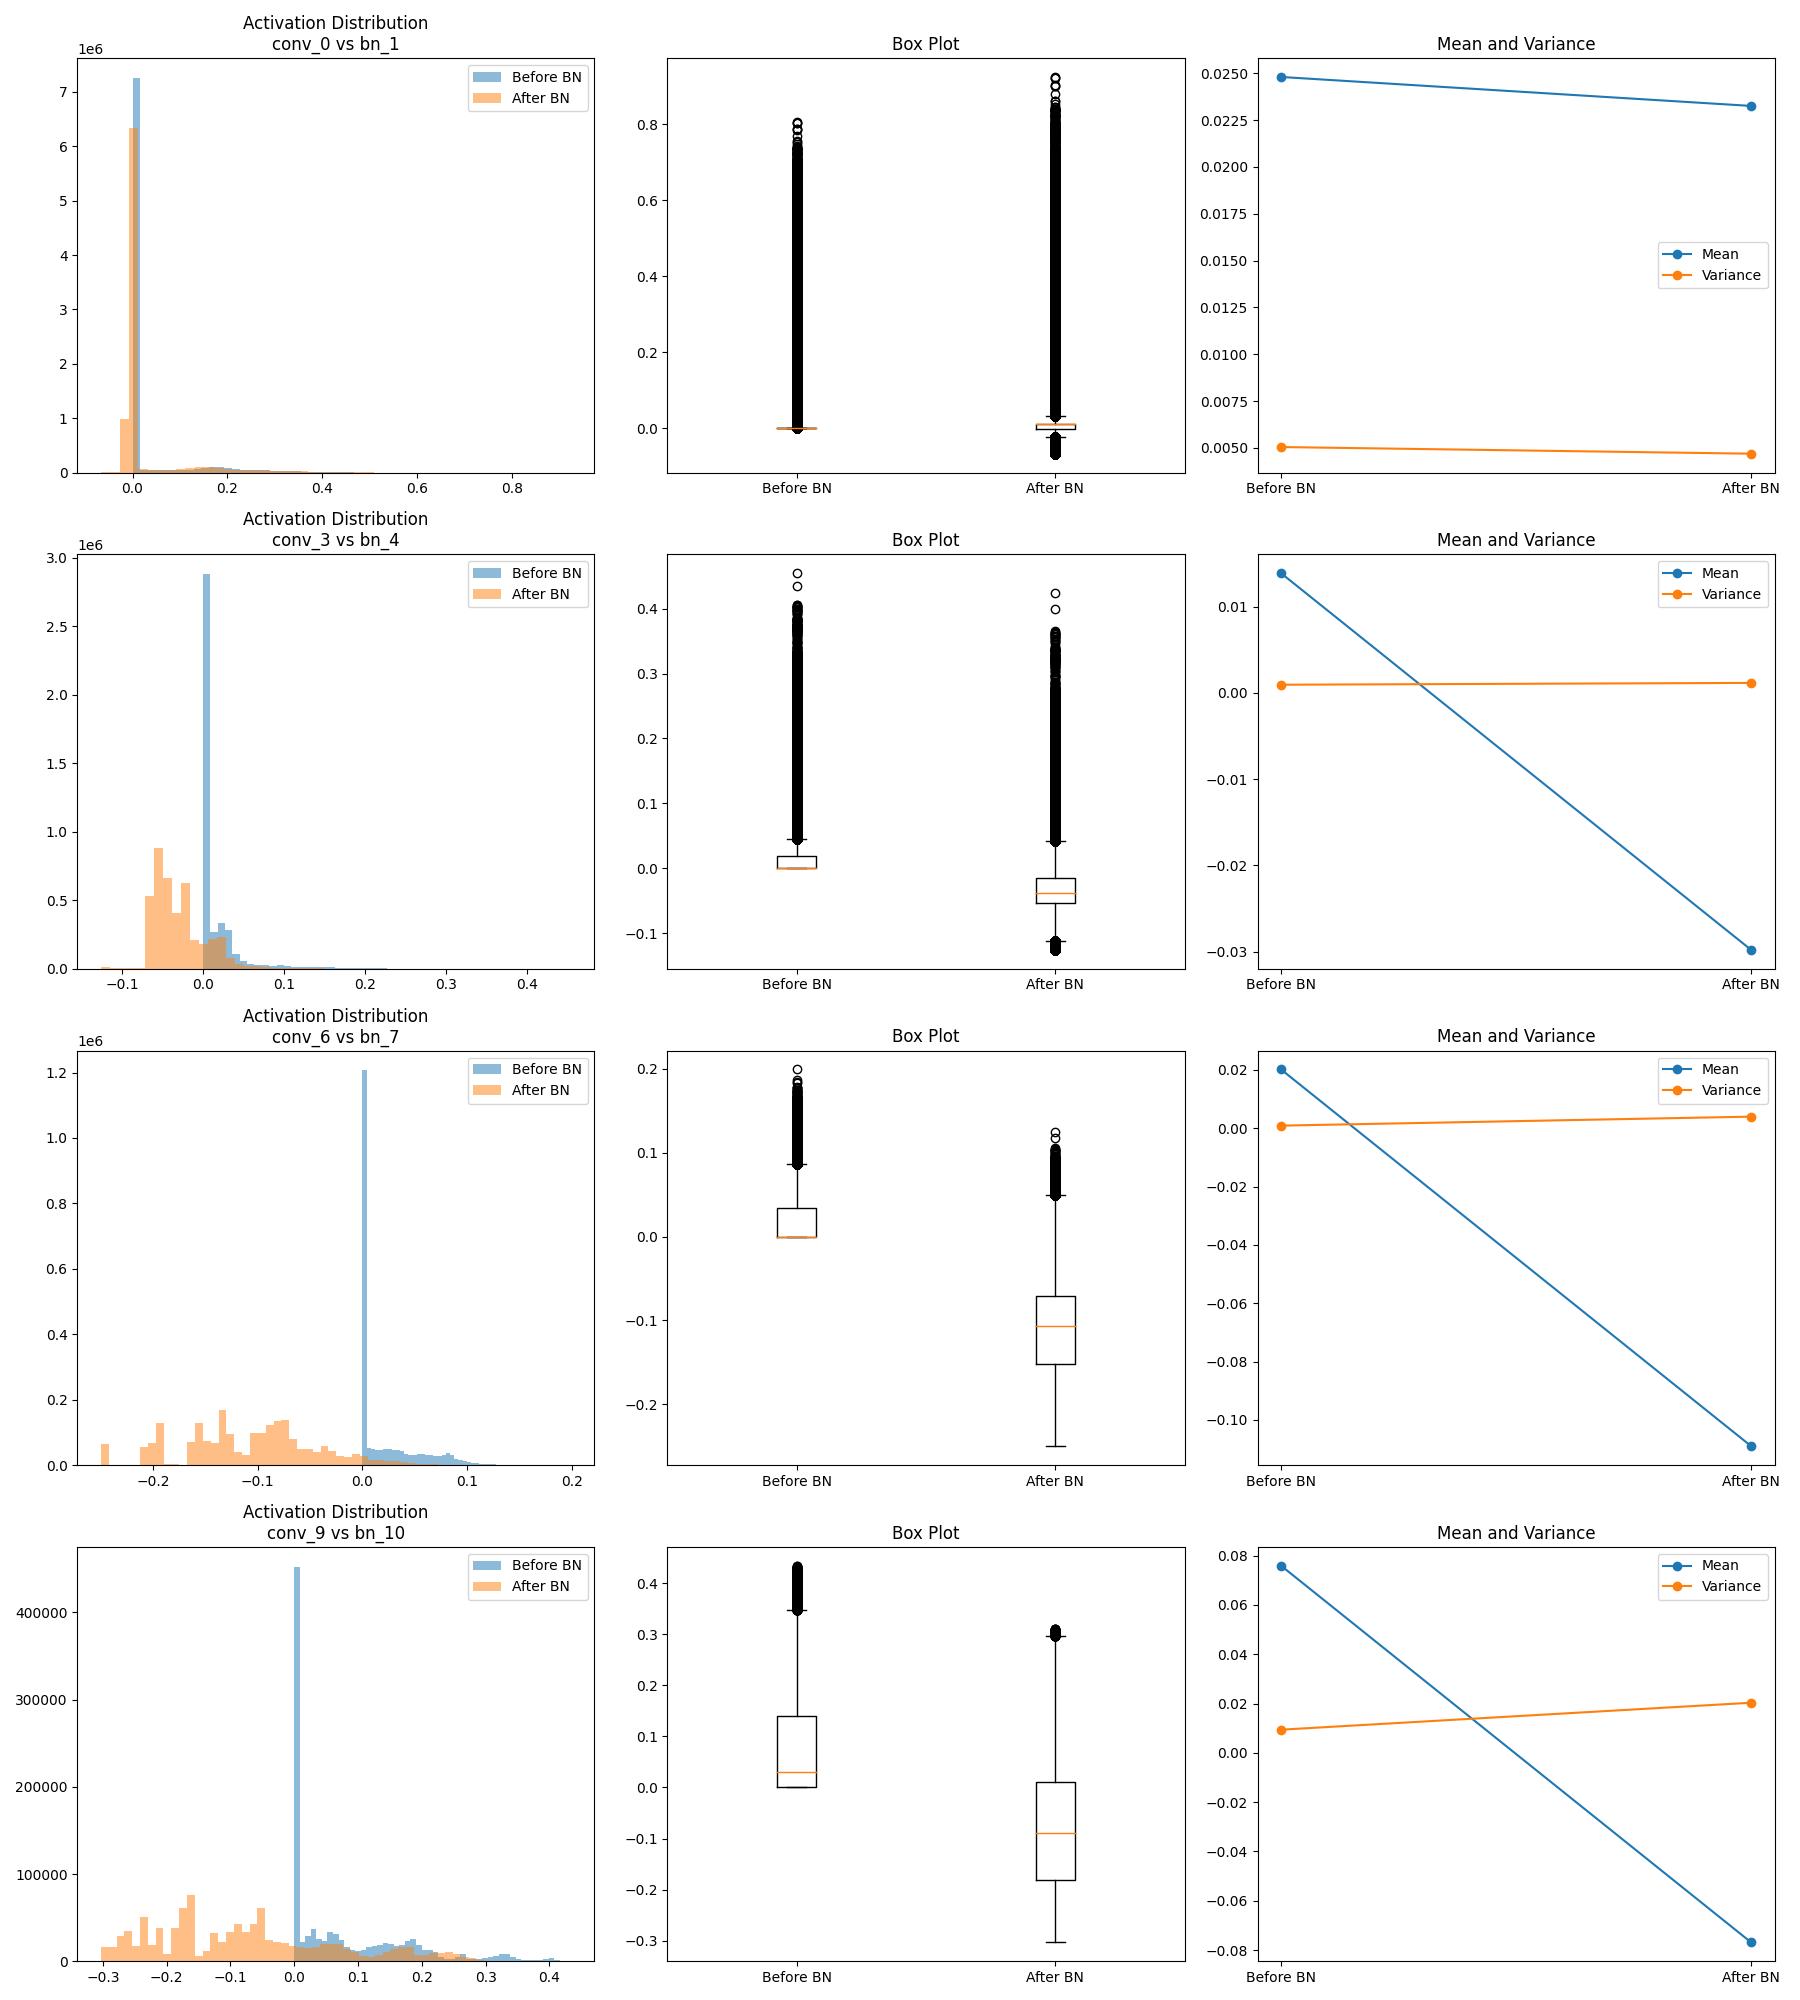 Activation Distribution
conv_0 vs bn_1
1e6
7
6
5
4
3
2
1
0
0.0 0.2 0.4 0.6 0.8
Before BN
After BN
Box Plot
0.8
0.6
0.4
0.2
0.0
Before BN After BN
Mean and Variance
0.0250
0.0225
0.0200
0.0175
0.0150
0.0125
0.0100
0.0075
0.0050
Mean
Variance
Before BN After BN
Activation Distribution
conv_3 vs bn_4
1e6
3.0
2.5
2.0
1.5
1.0
0.5
0.0
−0.1 0.0 0.1 0.2 0.3 0.4
Before BN
After BN
Box Plot
0.4
0.3
0.2
0.1
0.0
−0.1
Before BN After BN
Mean and Variance
0.01
0.00
−0.01
−0.02
−0.03
Mean
Variance
Before BN After BN
Activation Distribution
conv_6 vs bn_7
1e6
1.2
1.0
0.8
0.6
0.4
0.2
0.0
−0.2 −0.1 0.0 0.1 0.2
Before BN
After BN
Box Plot
0.2
0.1
0.0
−0.1
−0.2
Before BN After BN
Mean and Variance
0.02
0.00
−0.02
−0.04
−0.06
−0.08
−0.10
Mean
Variance
Before BN After BN
Activation Distribution
conv_9 vs bn_10
400000
300000
200000
100000
0
−0.3 −0.2 −0.1 0.0 0.1 0.2 0.3 0.4
Before BN
After BN
Box Plot
0.4
0.3
0.2
0.1
0.0
−0.1
−0.2
−0.3
Before BN After BN
Mean and Variance
0.08
0.06
0.04
0.02
0.00
−0.02
−0.04
−0.06
−0.08
Mean
Variance
Before BN After BN